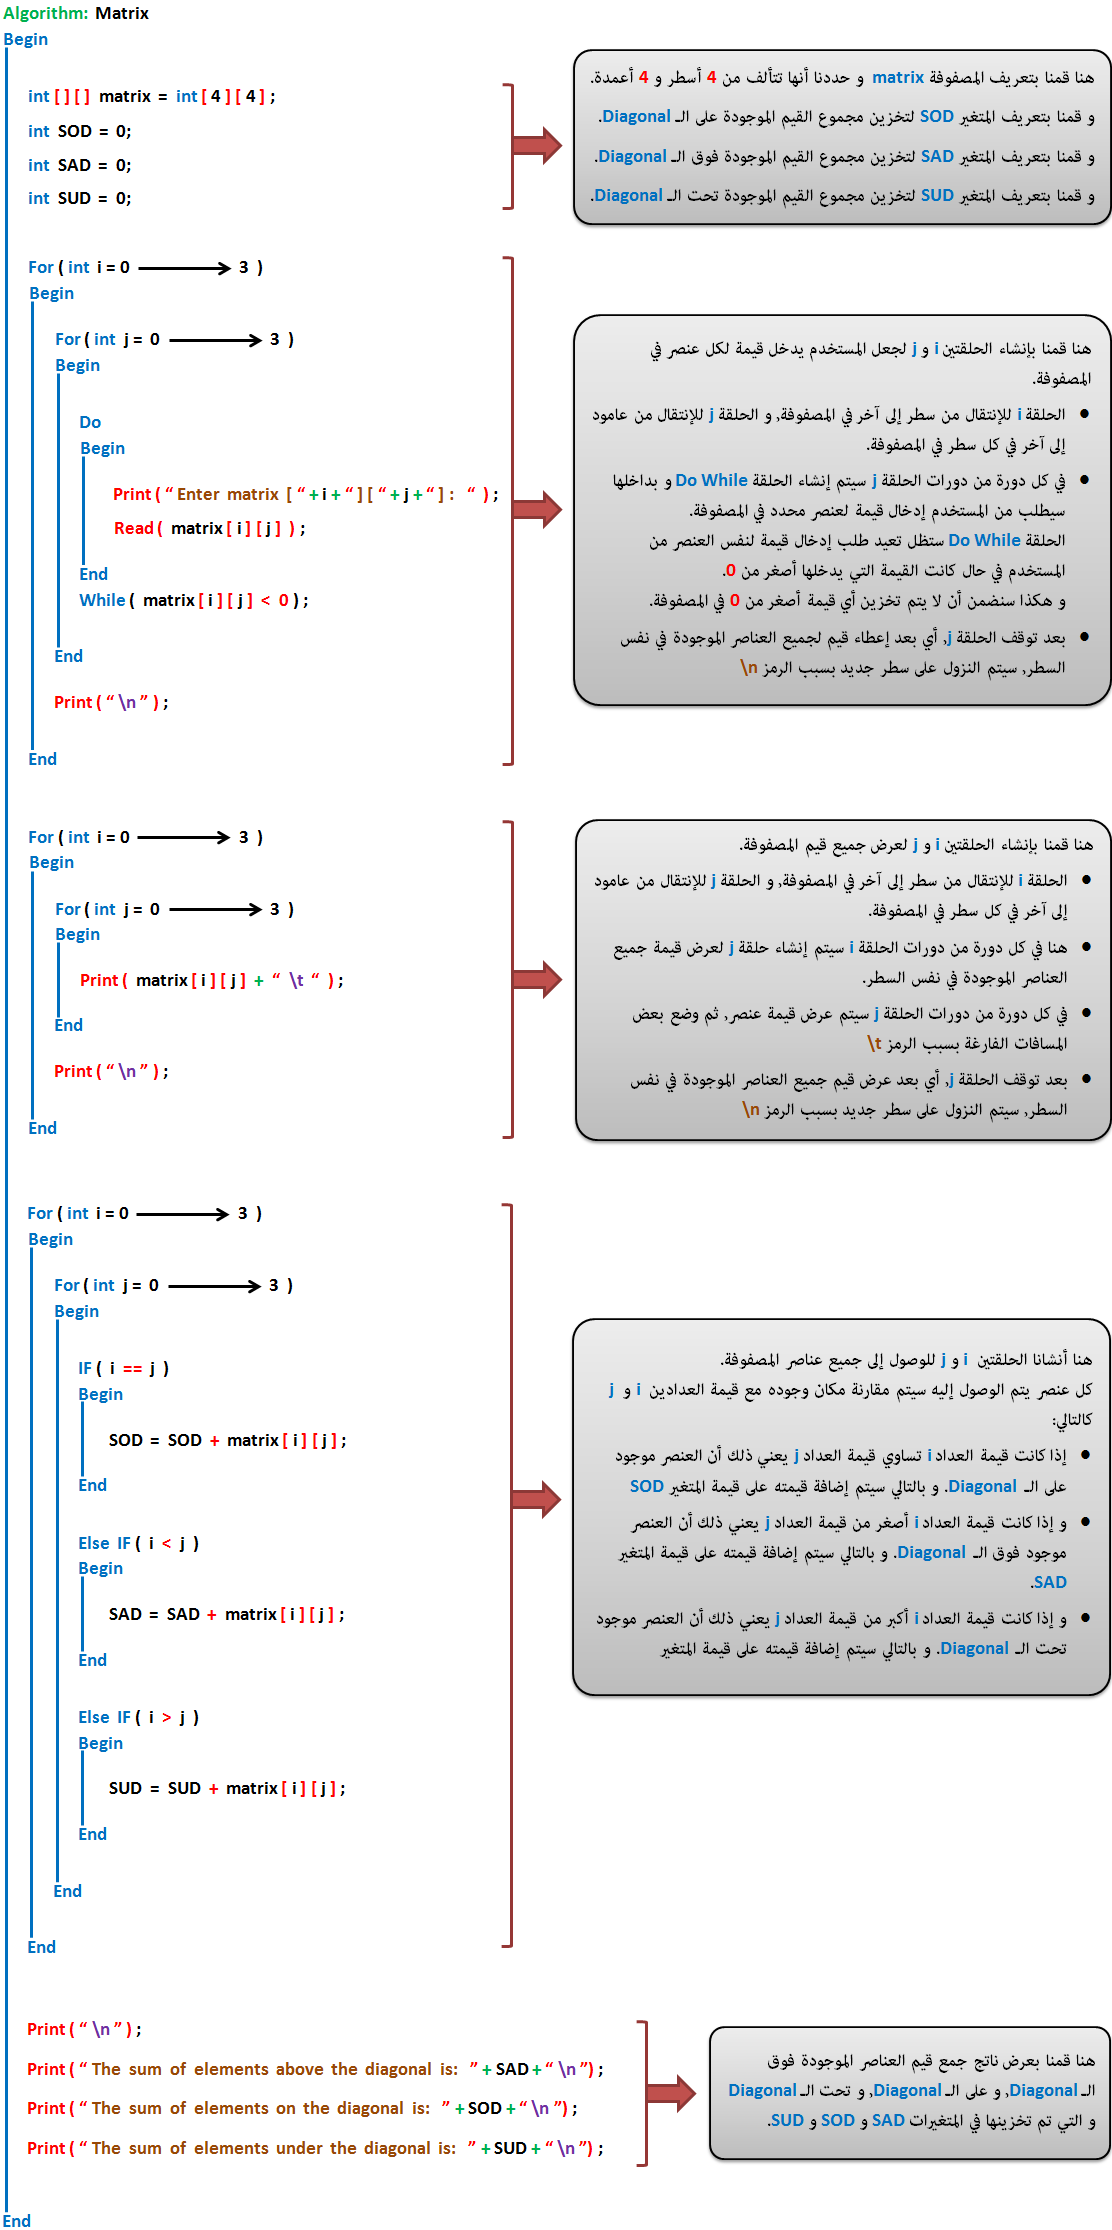 Algorithm: Matrix
Begin
int [ ] [ ] matrix = int [ 4 ] [ 4 ] ;
int SOD = 0;
int SAD = 0;
int SUD = 0;
هنا قمنا بتعريف المصفوفة matrix و حددنا أنها تتألف من 4 أسطر و 4 أعمدة.
و قمنا بتعريف المتغير SOD لتخزين مجموع القيم الموجودة على الـ Diagonal.
و قمنا بتعريف المتغير SAD لتخزين مجموع القيم الموجودة فوق الـ Diagonal.
و قمنا بتعريف المتغير SUD لتخزين مجموع القيم الموجودة تحت الـ Diagonal.
For ( int i = 0 ⟶ 3 )
Begin
For ( int j = 0 ⟶ 3 )
Begin
Do
Begin
Print ( “ Enter matrix [ “ + i + “ ] [ “ + j + “ ] : “ ) ;
Read ( matrix [ i ] [ j ] ) ;
End
While ( matrix [ i ] [ j ] < 0 ) ;
End
Print ( “ \n ” ) ;
End
هنا قمنا بإنشاء الحلقتين i و j لجعل المستخدم يدخل قيمة لكل عنصر في
المصفوفة.
● الحلقة i للإنتقال من سطر إلى آخر في المصفوفة, و الحلقة j للإنتقال من عامود
إلى آخر في كل سطر في المصفوفة.
● في كل دورة من دورات الحلقة j سيتم إنشاء الحلقة Do While و بداخلها
سيطلب من المستخدم إدخال قيمة لعنصر محدد في المصفوفة.
الحلقة Do While ستظل تعيد طلب إدخال قيمة لنفس العنصر من
المستخدم في حال كانت القيمة التي يدخلها أصغر من 0.
و هكذا سنضمن أن لا يتم تخزين أي قيمة أصغر من 0 في المصفوفة.
● بعد توقف الحلقة j, أي بعد إعطاء قيم لجميع العناصر الموجودة في نفس
السطر, سيتم النزول على سطر جديد بسبب الرمز \n
For ( int i = 0 ⟶ 3 )
Begin
For ( int j = 0 ⟶ 3 )
Begin
Print ( matrix [ i ] [ j ] + “ \t “ ) ;
End
Print ( “ \n ” ) ;
End
هنا قمنا بإنشاء الحلقتين i و j لعرض جميع قيم المصفوفة.
● الحلقة i للإنتقال من سطر إلى آخر في المصفوفة, و الحلقة j للإنتقال من عامود
إلى آخر في كل سطر في المصفوفة.
● هنا في كل دورة من دورات الحلقة i سيتم إنشاء حلقة j لعرض قيمة جميع
العناصر الموجودة في نفس السطر.
● في كل دورة من دورات الحلقة j سيتم عرض قيمة عنصر, ثم وضع بعض
المسافات الفارغة بسبب الرمز \t
● بعد توقف الحلقة j, أي بعد عرض قيم جميع العناصر الموجودة في نفس
السطر, سيتم النزول على سطر جديد بسبب الرمز \n
For ( int i = 0 ⟶ 3 )
Begin
For ( int j = 0 ⟶ 3 )
Begin
IF ( i == j )
Begin
SOD = SOD + matrix [ i ] [ j ] ;
End
Else IF ( i < j )
Begin
SAD = SAD + matrix [ i ] [ j ] ;
End
Else IF ( i > j )
Begin
SUD = SUD + matrix [ i ] [ j ] ;
End
End
End
هنا أنشانا الحلقتين i و j للوصول إلى جميع عناصر المصفوفة.
كل عنصر يتم الوصول إليه سيتم مقارنة مكان وجوده مع قيمة العدادين i و j
كالتالي:
● إذا كانت قيمة العداد i تساوي قيمة العداد j يعني ذلك أن العنصر موجود
على الـ Diagonal. و بالتالي سيتم إضافة قيمته على قيمة المتغير SOD
● و إذا كانت قيمة العداد i أصغر من قيمة العداد j يعني ذلك أن العنصر
موجود فوق الـ Diagonal. و بالتالي سيتم إضافة قيمته على قيمة المتغير
SAD.
● و إذا كانت قيمة العداد i أكبر من قيمة العداد j يعني ذلك أن العنصر موجود
تحت الـ Diagonal. و بالتالي سيتم إضافة قيمته على قيمة المتغير
Print ( “ \n ” ) ;
Print ( “ The sum of elements above the diagonal is: ” + SAD + “ \n ”) ;
Print ( “ The sum of elements on the diagonal is: ” + SOD + “ \n ”) ;
Print ( “ The sum of elements under the diagonal is: ” + SUD + “ \n ”) ;
هنا قمنا بعرض ناتج جمع قيم العناصر الموجودة فوق
الـ Diagonal, و على الـ Diagonal, و تحت الـ Diagonal
و التي تم تخزينها في المتغيرات SAD و SOD و SUD.
End